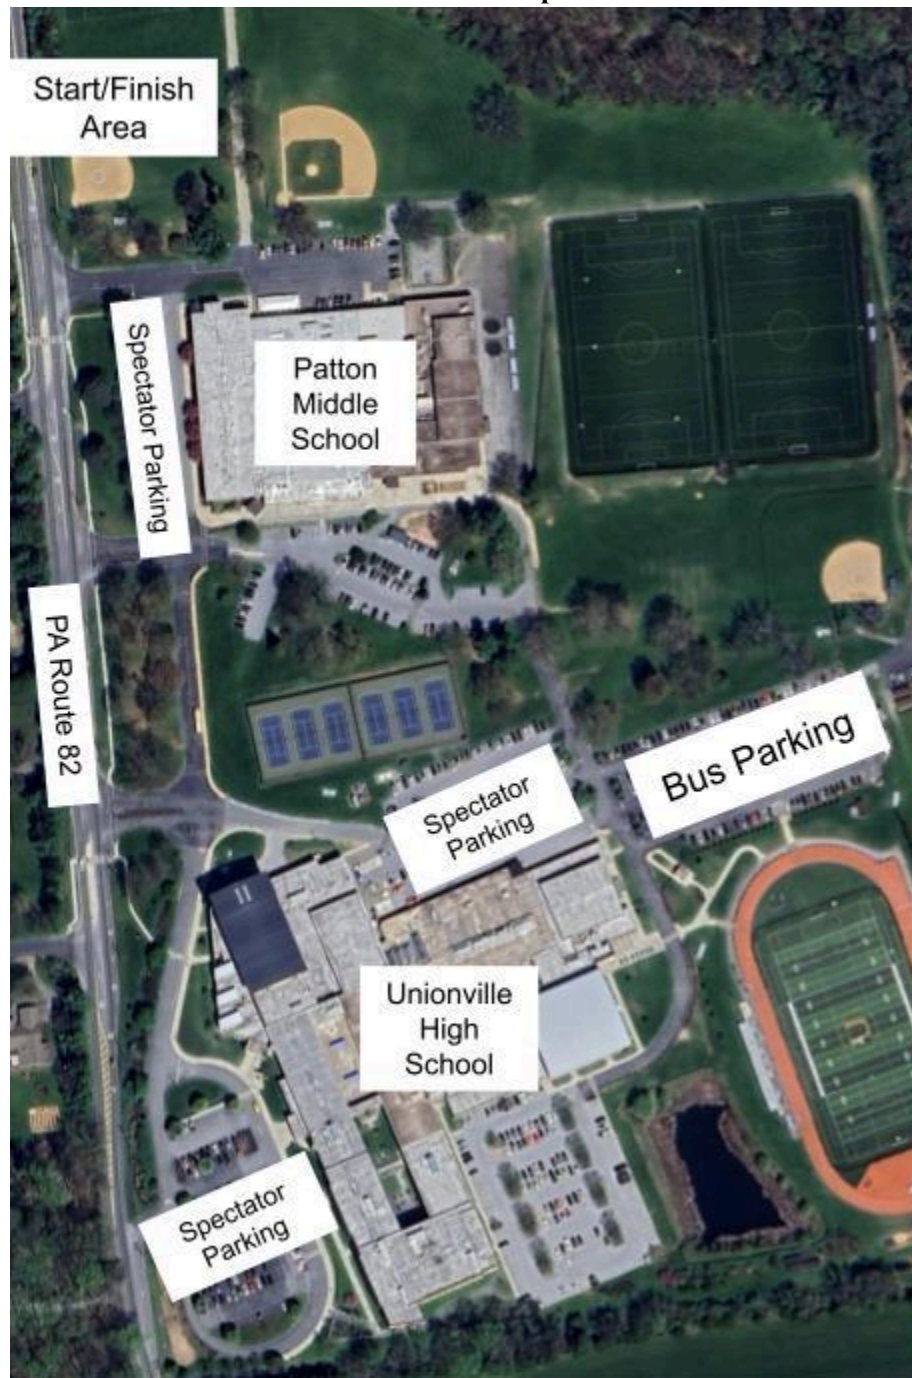 Start/Finish
Area
Patton
Middle
School
Spectator Parking
PA Route 82
Bus Parking
Spectator
Parking
Unionville
High
School
Spectator
Parking